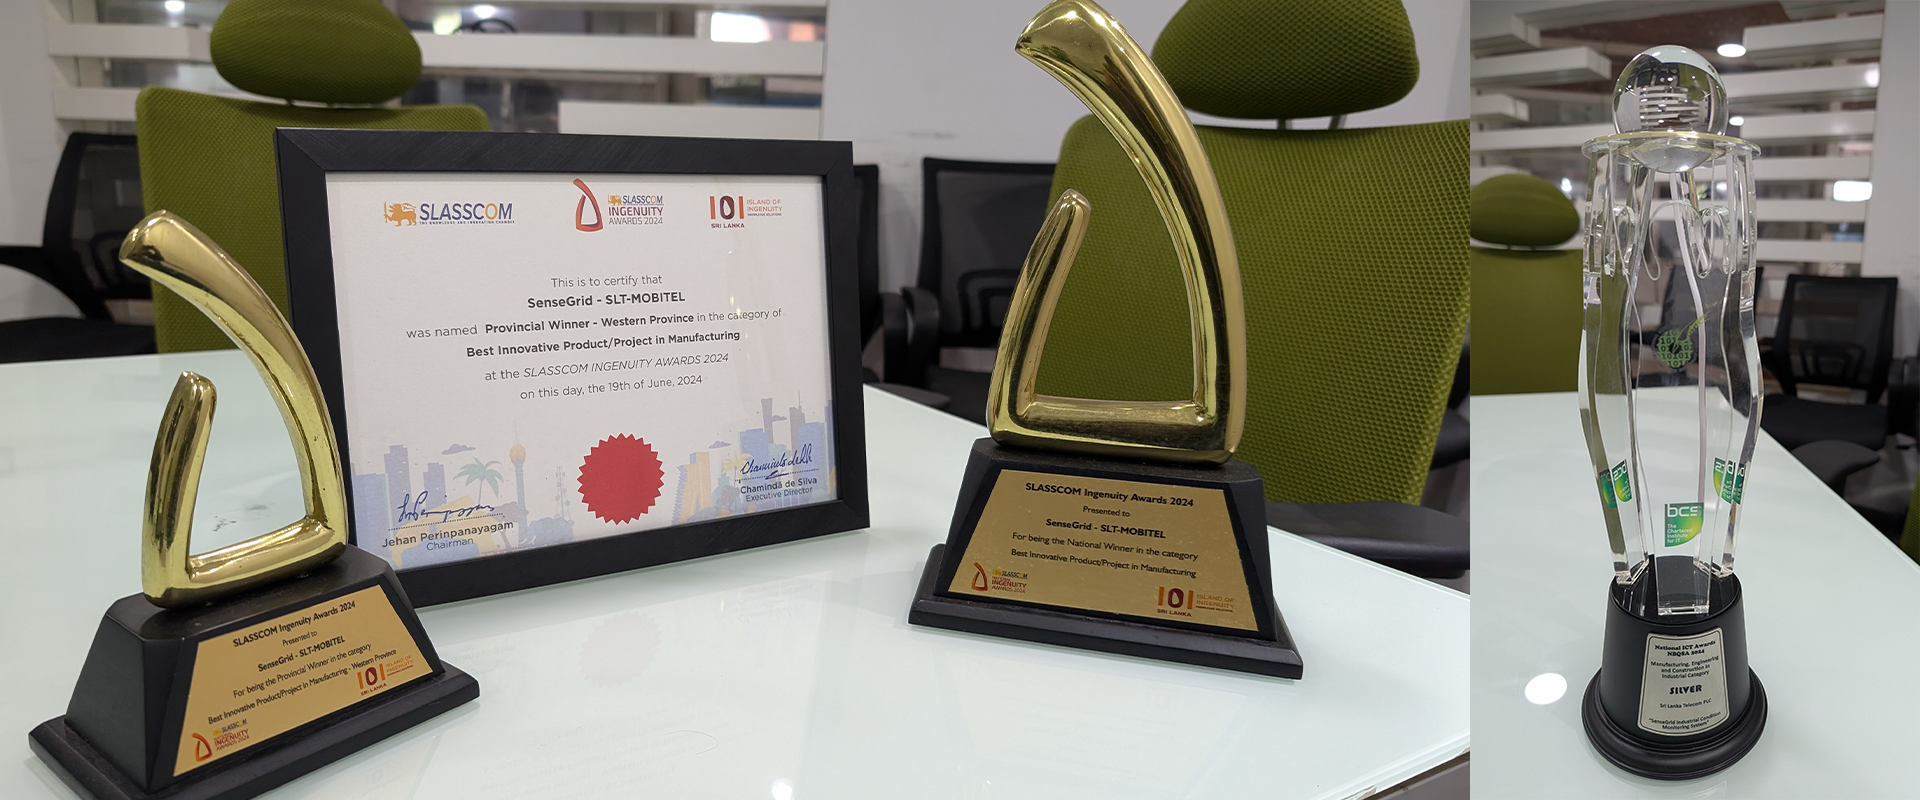 SLASSCOM
THE KNOWLEDGE AND INNOVATION CHAMBER
SLASSCOM
INGENUITY
AWARDS 2024
ISLAND OF
INGENUITY
KNOWLEDGE SOLUTIONS
SRI LANKA
This is to certify that
SenseGrid - SLT-MOBITEL
was named Provincial Winner - Western Province in the category of
Best Innovative Product/Project in Manufacturing
at the SLASSCOM INGENUITY AWARDS 2024
on this day, the 19th of June, 2024
Jehan Perinpanayagam
Chairman
Chaminda de Silva
Executive Director
SLASSCOM Ingenuity Awards 2024
Presented to
SenseGrid - SLT-MOBITEL
For being the Provincial Winner in the category
Best Innovative Product/Project in Manufacturing - Western Province
SLASSCOM
INGENUITY
AWARDS 2024
ISLAND OF
INGENUITY
SRI LANKA
SLASSCOM Ingenuity Awards 2024
Presented to
SenseGrid - SLT-MOBITEL
For being the National Winner in the category
Best Innovative Product/Project in Manufacturing
SLASSCOM
INGENUITY
AWARDS 2024
ISLAND OF
INGENUITY
SRI LANKA
bcs
The
Chartered
Institute
for IT
National ICT Awards
NBQSA 2024
Manufacturing, Engineering
and Construction in
Industrial Category
SILVER
Sri Lanka Telecom PLC
"SenseGrid Industrial Condition
Monitoring System"